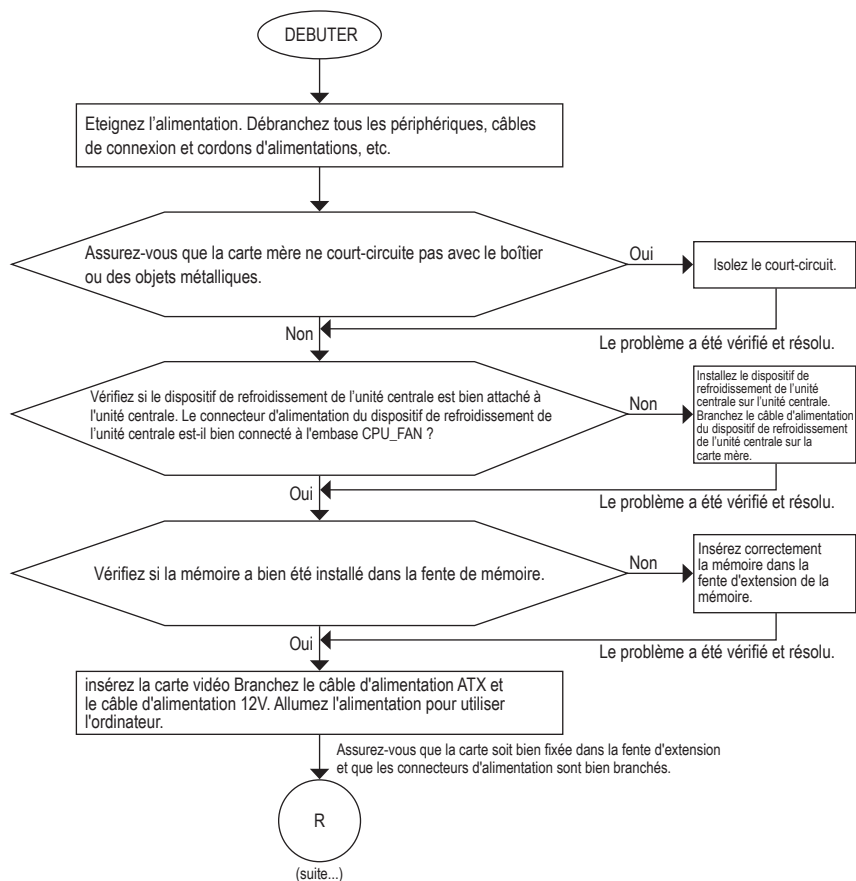 DEBUTER
Eteignez l’alimentation. Débranchez tous les périphériques, câbles
de connexion et cordons d'alimentations, etc.
Assurez-vous que la carte mère ne court-circuite pas avec le boîtier
ou des objets métalliques.
Oui
Isolez le court-circuit.
Non
Le problème a été vérifié et résolu.
Vérifiez si le dispositif de refroidissement de l’unité centrale est bien attaché à
l'unité centrale. Le connecteur d'alimentation du dispositif de refroidissement de
l’unité centrale est-il bien connecté à l'embase CPU_FAN ?
Non
Installez le dispositif de
refroidissement de l’unité
centrale sur l’unité centrale.
Branchez le câble d'alimentation
du dispositif de refroidissement
de l’unité centrale sur la
carte mère.
Oui
Le problème a été vérifié et résolu.
Vérifiez si la mémoire a bien été installé dans la fente de mémoire.
Non
Insérez correctement
la mémoire dans la
fente d'extension de la
mémoire.
Oui
Le problème a été vérifié et résolu.
insérez la carte vidéo Branchez le câble d'alimentation ATX et
le câble d'alimentation 12V. Allumez l'alimentation pour utiliser
l'ordinateur.
Assurez-vous que la carte soit bien fixée dans la fente d'extension
et que les connecteurs d'alimentation sont bien branchés.
R
(suite...)